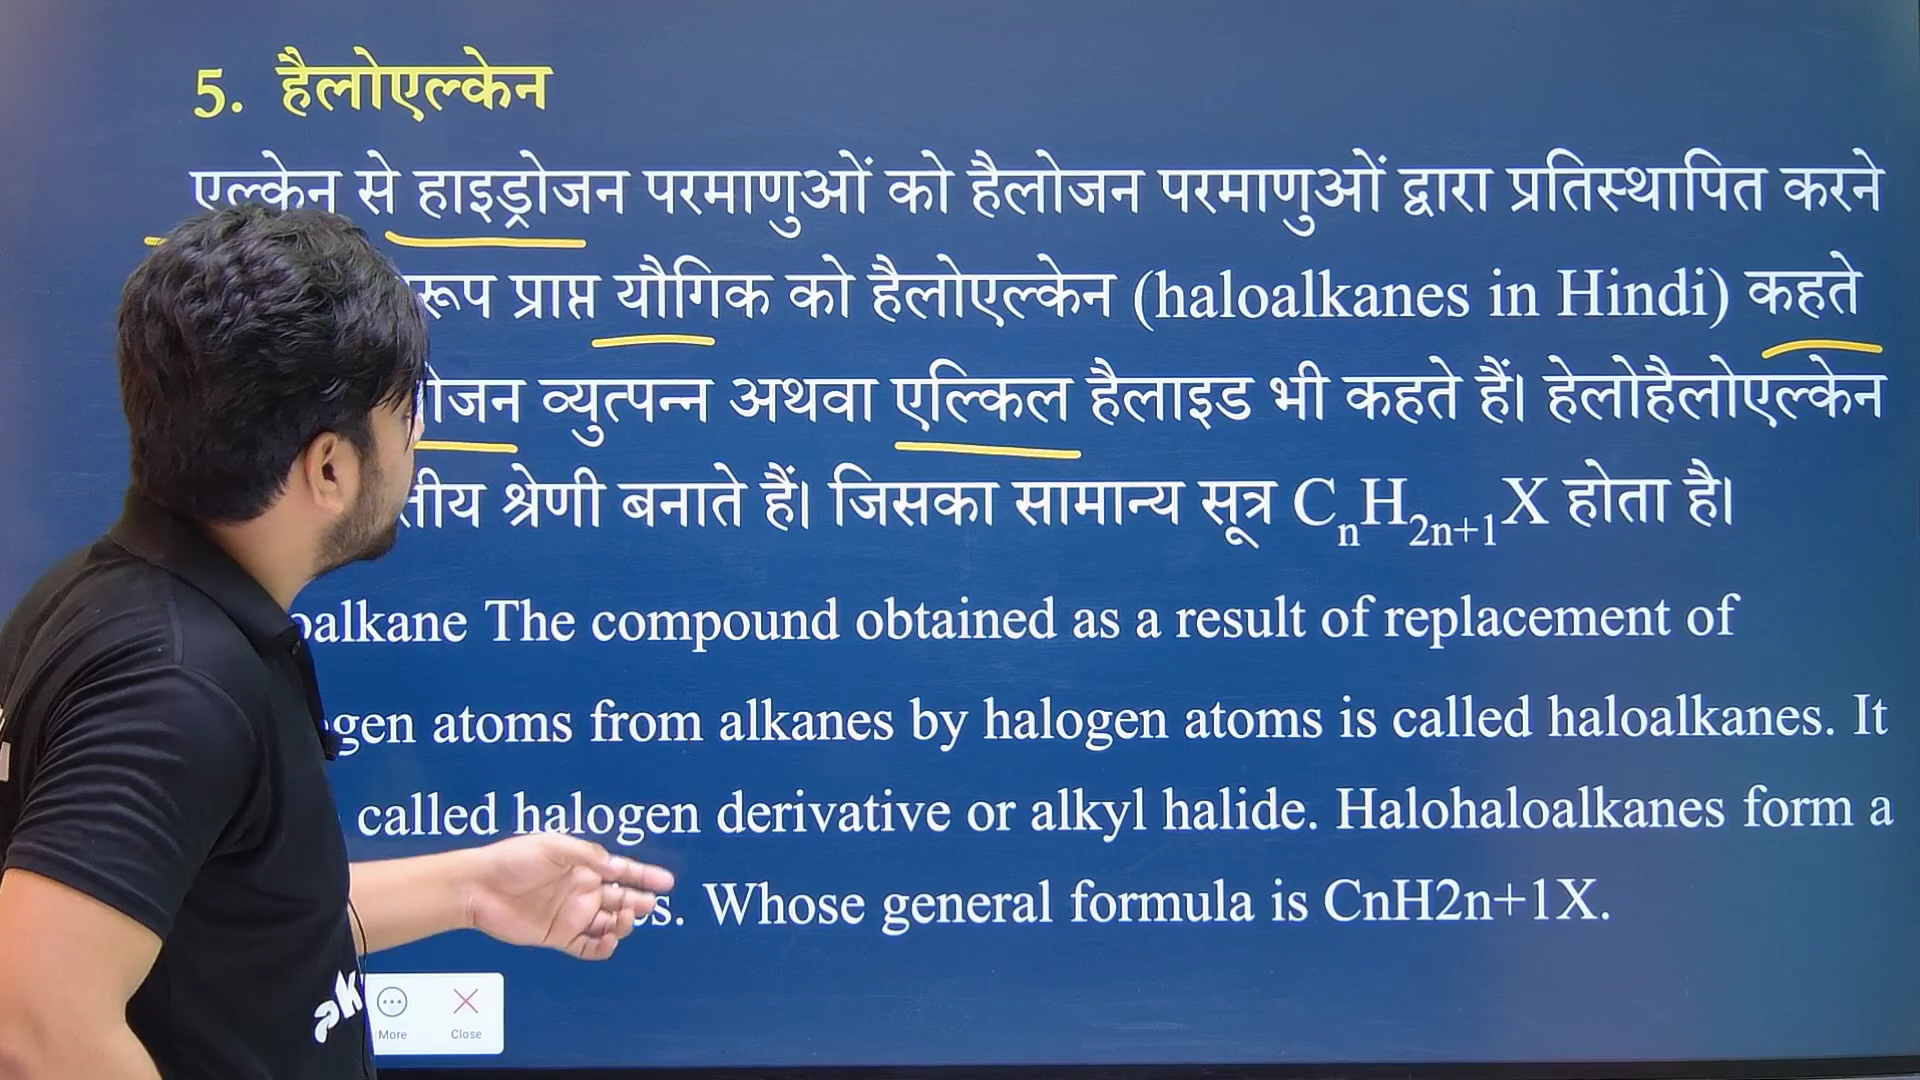 5. हैलोएल्केन
एल्केन से हाइड्रोजन परमाणुओं को हैलोजन परमाणुओं द्वारा प्रतिस्थापित करने
रूप प्राप्त यौगिक को हैलोएल्केन (haloalkanes in Hindi) कहते
व्युत्पन्न अथवा एल्किल हैलाइड भी कहते हैं। हेलोहैलोएल्केन
श्रेणी बनाते हैं। जिसका सामान्य सूत्र CnH2n+1X होता है।
The compound obtained as a result of replacement of
atoms from alkanes by halogen atoms is called haloalkanes. It
called halogen derivative or alkyl halide. Halohaloalkanes form a
Whose general formula is CnH2n+1X.
More
Close